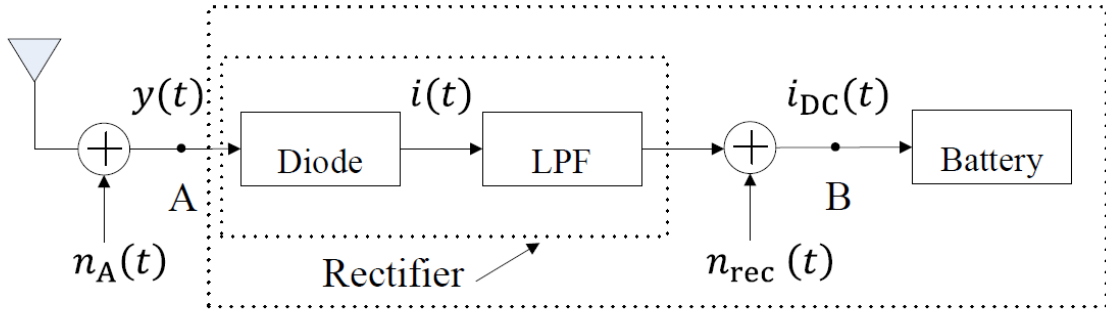 y(t)
i(t)
i_DC(t)
+
Diode
LPF
+
Battery
A
B
n_A(t)
Rectifier
n_rec (t)